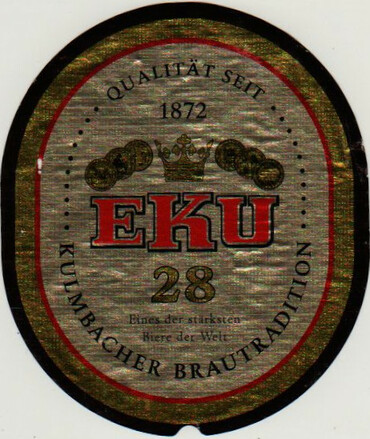 QUALITÄT SEIT
1872
EKU
28
Eines der stärksten
Biere der Welt
KULMBACHER BRAUTRADITION